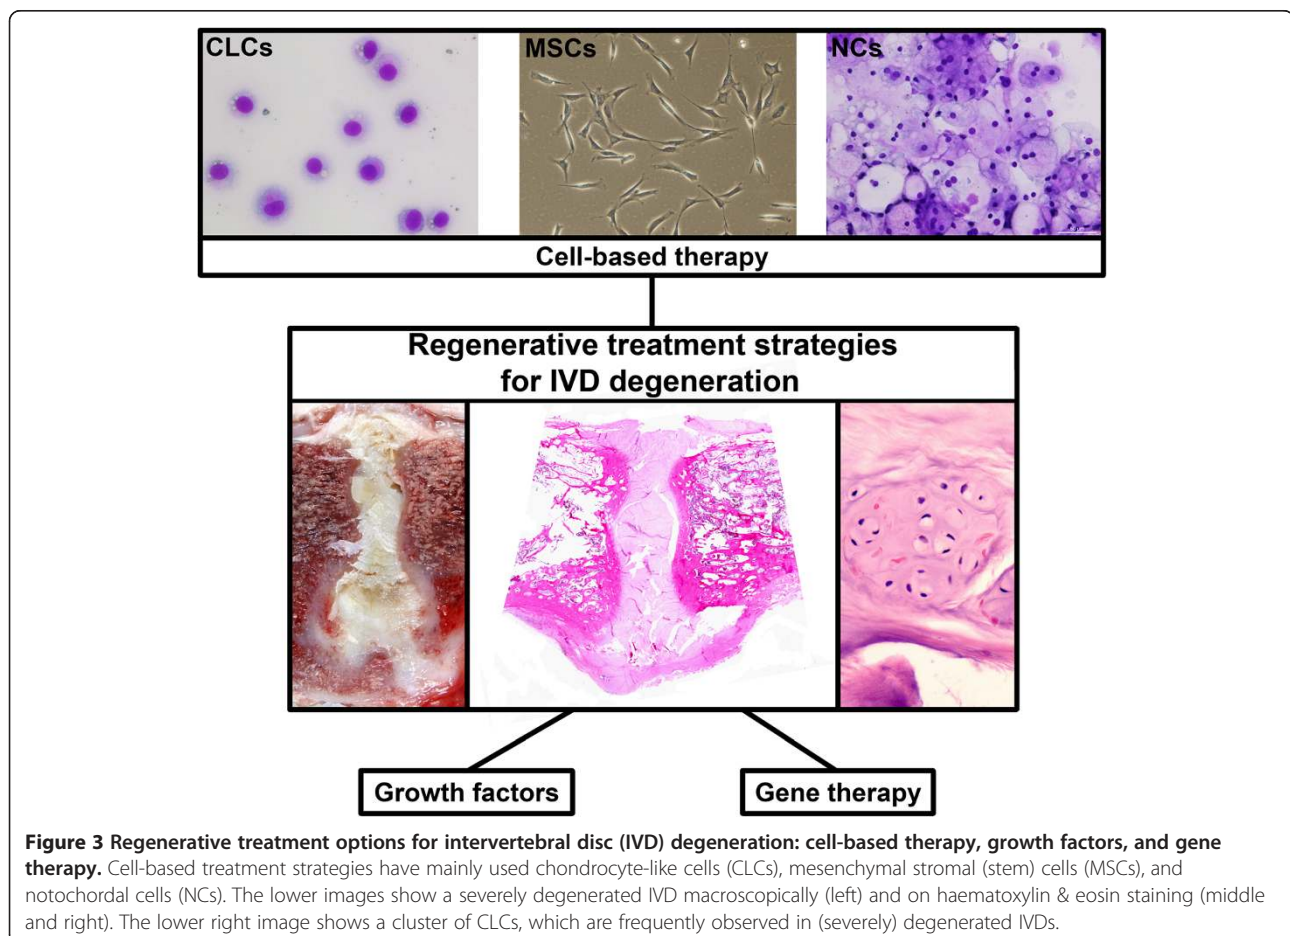 CLCs
MSCs
NCs
Cell-based therapy
Regenerative treatment strategies
for IVD degeneration
Growth factors
Gene therapy
Figure 3 Regenerative treatment options for intervertebral disc (IVD) degeneration: cell-based therapy, growth factors, and gene
therapy. Cell-based treatment strategies have mainly used chondrocyte-like cells (CLCs), mesenchymal stromal (stem) cells (MSCs), and
notochordal cells (NCs). The lower images show a severely degenerated IVD macroscopically (left) and on haematoxylin & eosin staining (middle
and right). The lower right image shows a cluster of CLCs, which are frequently observed in (severely) degenerated IVDs.